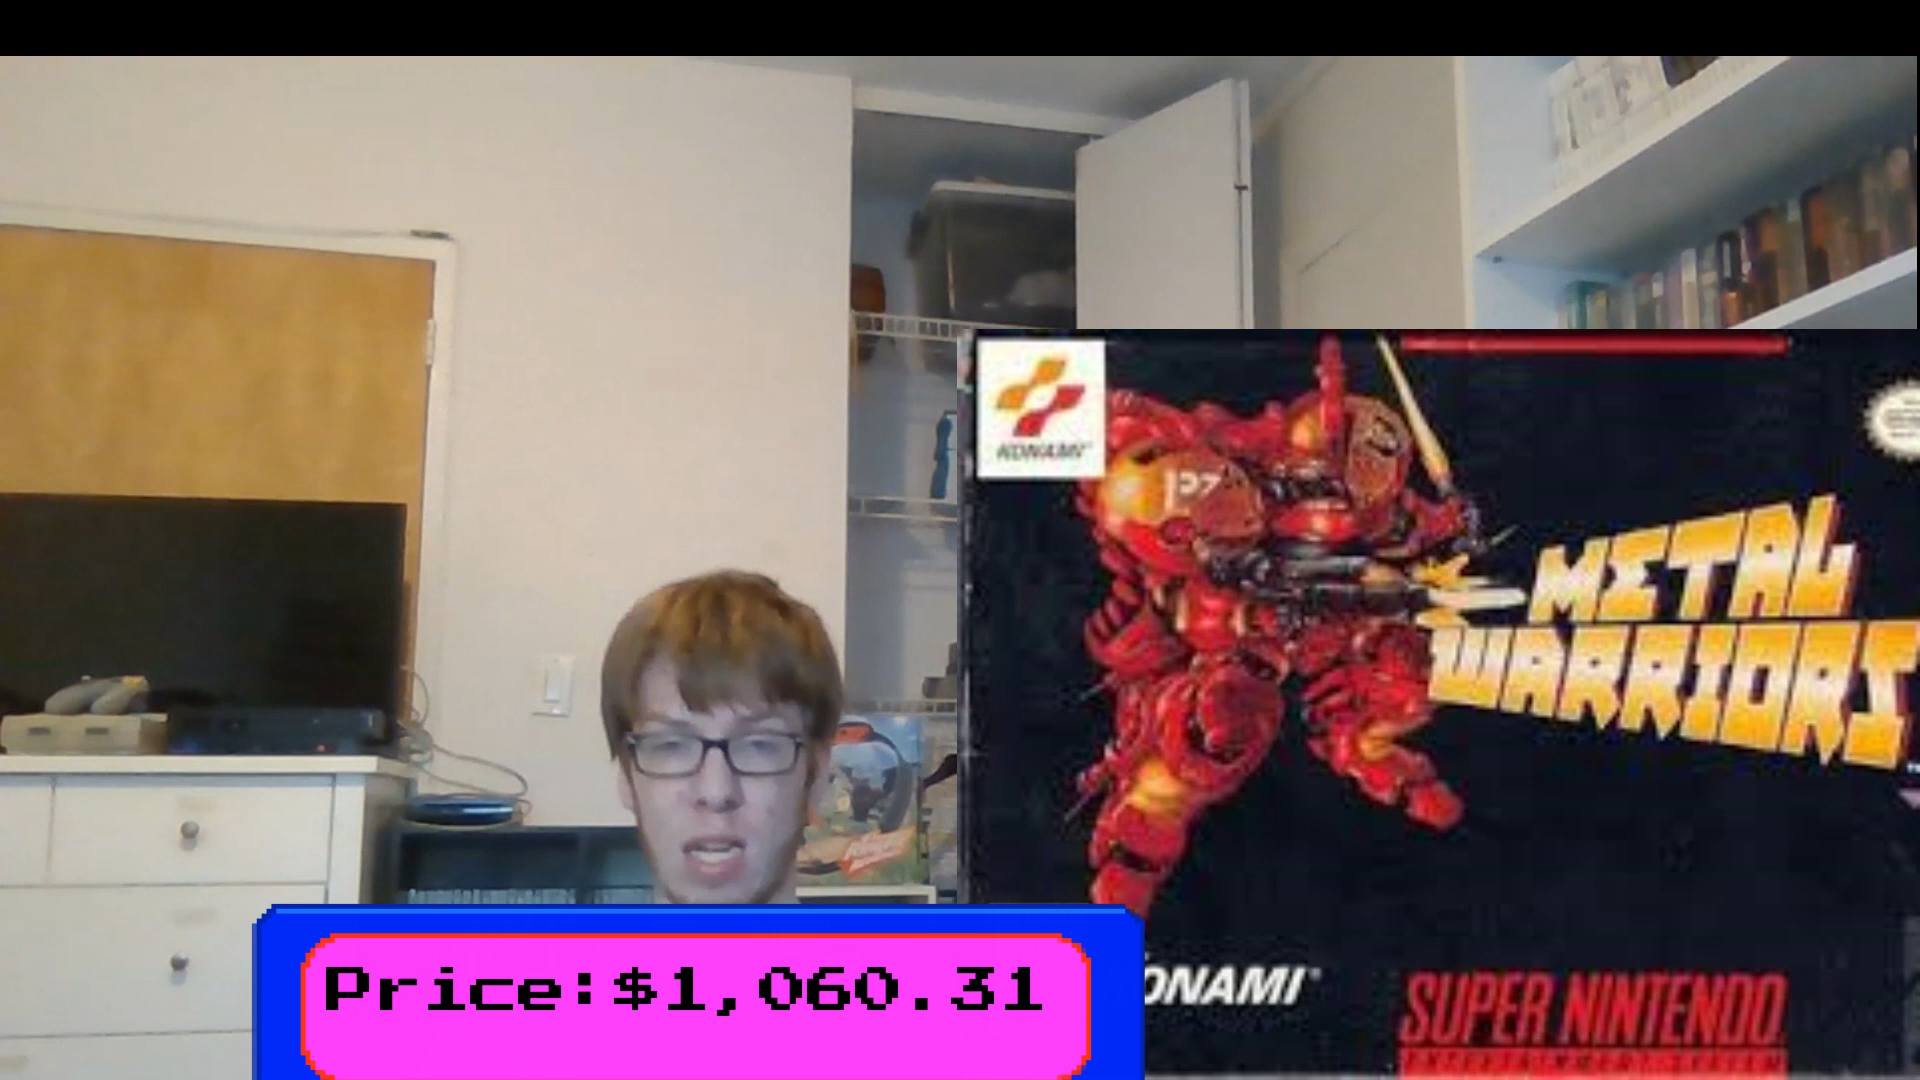 KONAMI
METAL
WARRIORS
Price:$1,060.31
ONAMI
SUPER NINTENDO